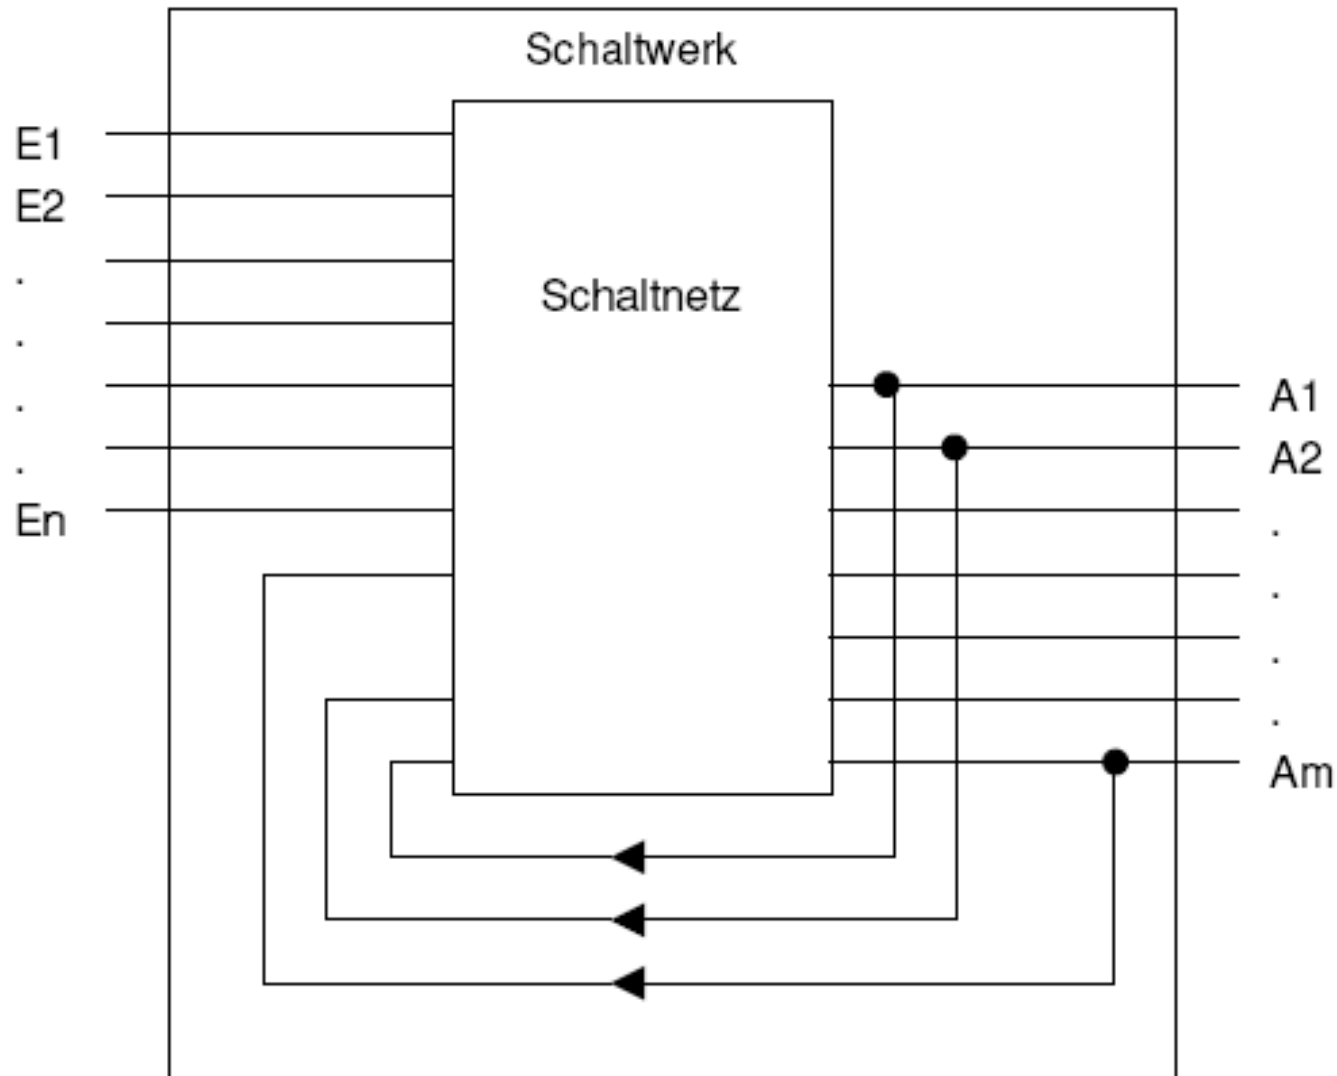 Schaltwerk
E1
E2
.
.
.
.
En
Schaltnetz
A1
A2
.
.
.
.
Am